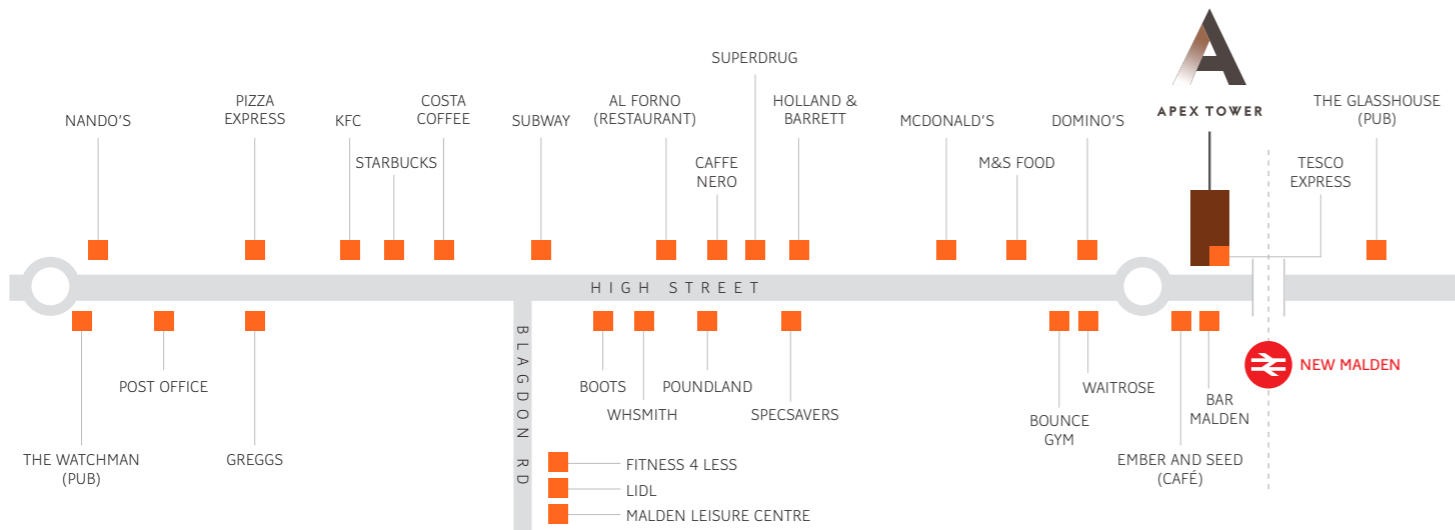 SUPERDRUG
NANDO'S
PIZZA
EXPRESS
KFC
COSTA
COFFEE
SUBWAY
AL FORNO
(RESTAURANT)
HOLLAND &
BARRETT
MCDONALD'S
DOMINO'S
APEX TOWER
THE GLASSHOUSE
(PUB)
STARBUCKS
CAFFE
NERO
M&S FOOD
TESCO
EXPRESS
HIGH STREET
BLAGDON RD
POST OFFICE
BOOTS
POUNDLAND
WAITROSE
NEW MALDEN
WHSMITH
SPECSAVERS
BOUNCE
GYM
BAR
MALDEN
THE WATCHMAN
(PUB)
GREGGS
EMBER AND SEED
(CAFÉ)
FITNESS 4 LESS
LIDL
MALDEN LEISURE CENTRE